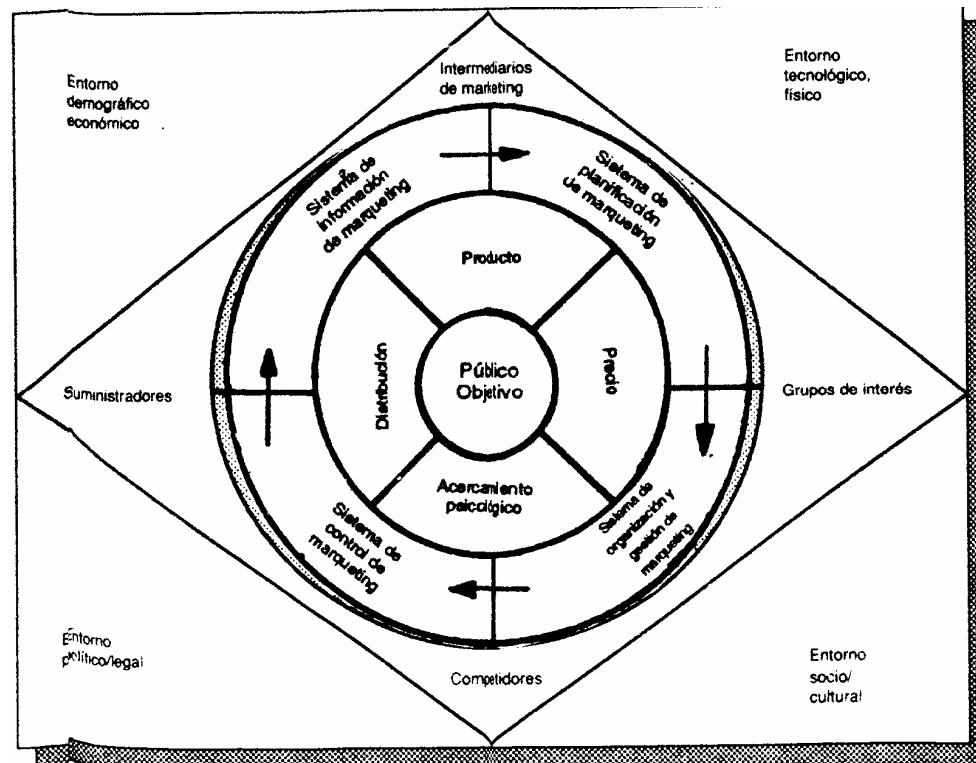 Intermediarios
de marketing
Entorno
demográfico
económico
Entorno
tecnológico,
físico
Sistema de
información
de marqueting
Sistema de
planificación
de marqueting
Producto
Distribución
Público
Objetivo
Precio
Suministradores
Grupos de interés
Acercamiento
psicológico
Sistema de
control de
marqueting
Sistema de
organización y
gestión de
marqueting
Entorno
político/legal
Competidores
Entorno
socio/
cultural